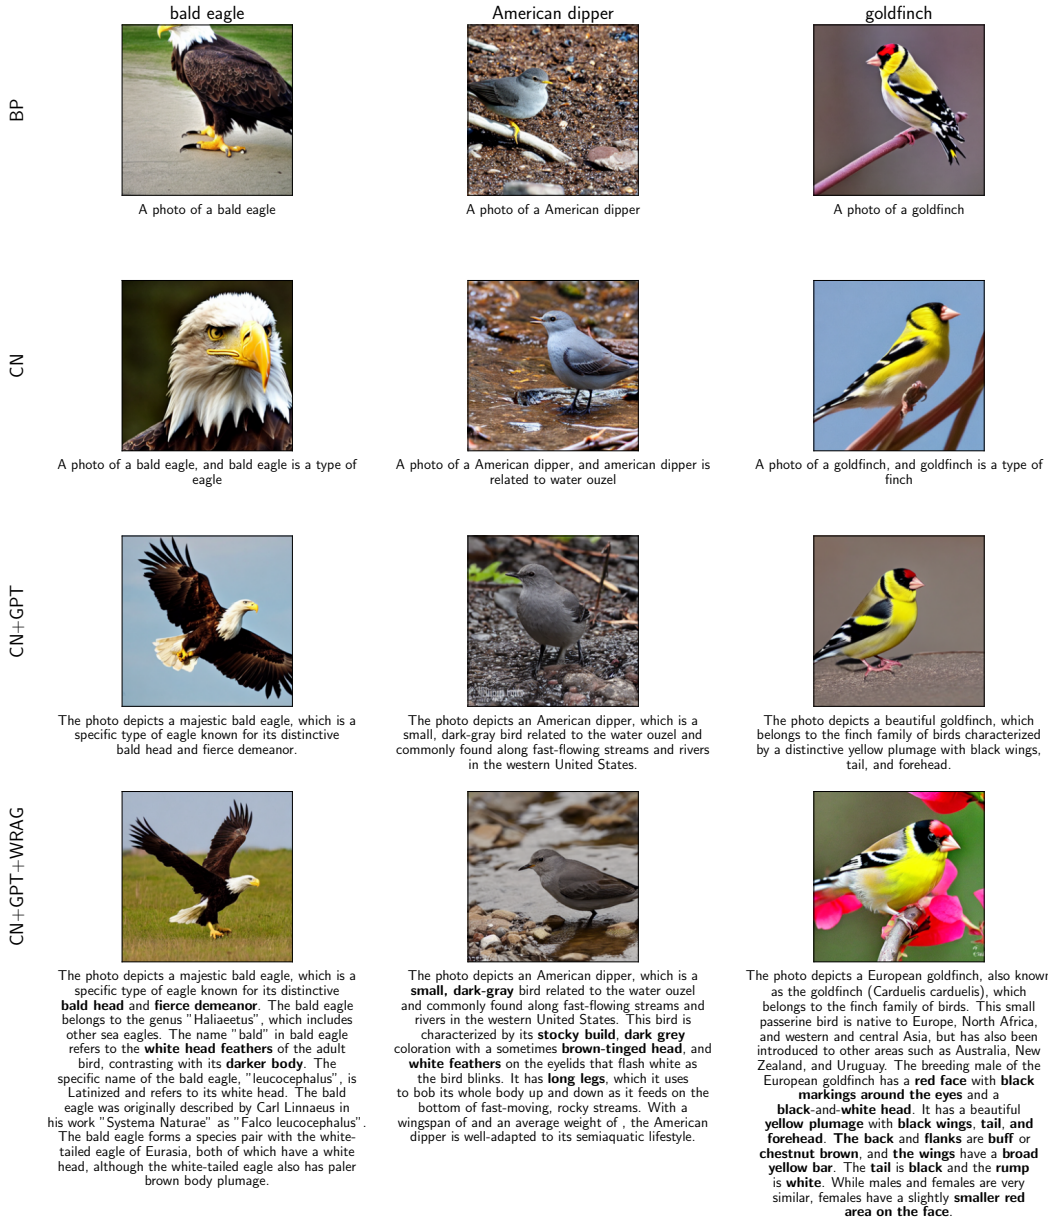 bald eagle
American dipper
goldfinch
BP
A photo of a bald eagle
A photo of a American dipper
A photo of a goldfinch
CN
A photo of a bald eagle, and bald eagle is a type of
eagle
A photo of a American dipper, and american dipper is
related to water ouzel
A photo of a goldfinch, and goldfinch is a type of
finch
CN+GPT
The photo depicts a majestic bald eagle, which is a
specific type of eagle known for its distinctive
bald head and fierce demeanor.
The photo depicts an American dipper, which is a
small, dark-gray bird related to the water ouzel and
commonly found along fast-flowing streams and rivers
in the western United States.
The photo depicts a beautiful goldfinch, which
belongs to the finch family of birds characterized
by a distinctive yellow plumage with black wings,
tail, and forehead.
CN+GPT+WRAG
The photo depicts a majestic bald eagle, which is a
specific type of eagle known for its distinctive
bald head and fierce demeanor. The bald eagle
belongs to the genus "Haliaeetus", which includes
other sea eagles. The name "bald" in bald eagle
refers to the white head feathers of the adult
bird, contrasting with its darker body. The
specific name of the bald eagle, "leucocephalus", is
Latinized and refers to its white head. The bald
eagle was originally described by Carl Linnaeus in
his work "Systema Naturae" as "Falco leucocephalus".
The bald eagle forms a species pair with the white-
tailed eagle of Eurasia, both of which have a white
head, although the white-tailed eagle also has paler
brown body plumage.
The photo depicts an American dipper, which is a
small, dark-gray bird related to the water ouzel
and commonly found along fast-flowing streams and
rivers in the western United States. This bird is
characterized by its stocky build, dark grey
coloration with a sometimes brown-tinged head, and
white feathers on the eyelids that flash white as
the bird blinks. It has long legs, which it uses
to bob its whole body up and down as it feeds on the
bottom of fast-moving, rocky streams. With a
wingspan of and an average weight of , the American
dipper is well-adapted to its semiaquatic lifestyle.
The photo depicts a European goldfinch, also known
as the goldfinch (Carduelis carduelis), which
belongs to the finch family of birds. This small
passerine bird is native to Europe, North Africa,
and western and central Asia, but has also been
introduced to other areas such as Australia, New
Zealand, and Uruguay. The breeding male of the
European goldfinch has a red face with black
markings around the eyes and a
black-and-white head. It has a beautiful
yellow plumage with black wings, tail, and
forehead. The back and flanks are buff or
chestnut brown, and the wings have a broad
yellow bar. The tail is black and the rump
is white. While males and females are very
similar, females have a slightly smaller red
area on the face.